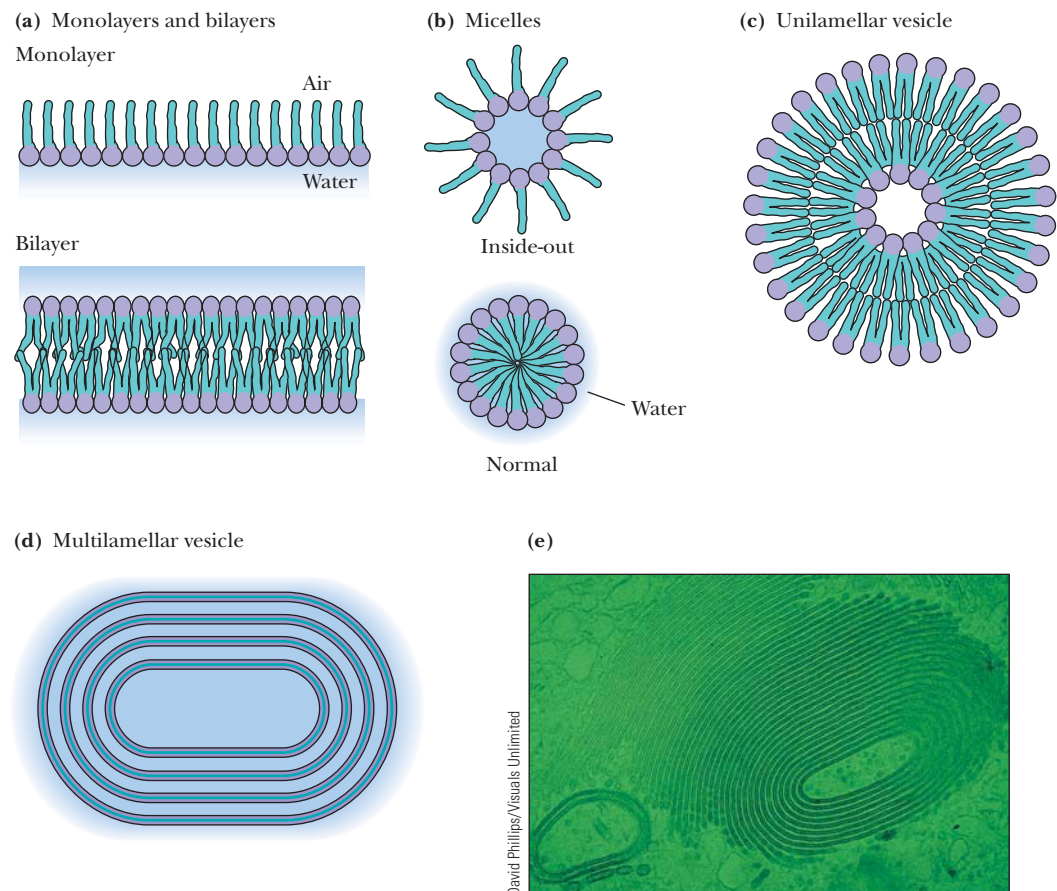 (a) Monolayers and bilayers
Monolayer
Air
Water
Bilayer
(b) Micelles
Inside-out
Water
Normal
(c) Unilamellar vesicle
(d) Multilamellar vesicle
(e)
David Phillips/Visuals Unlimited